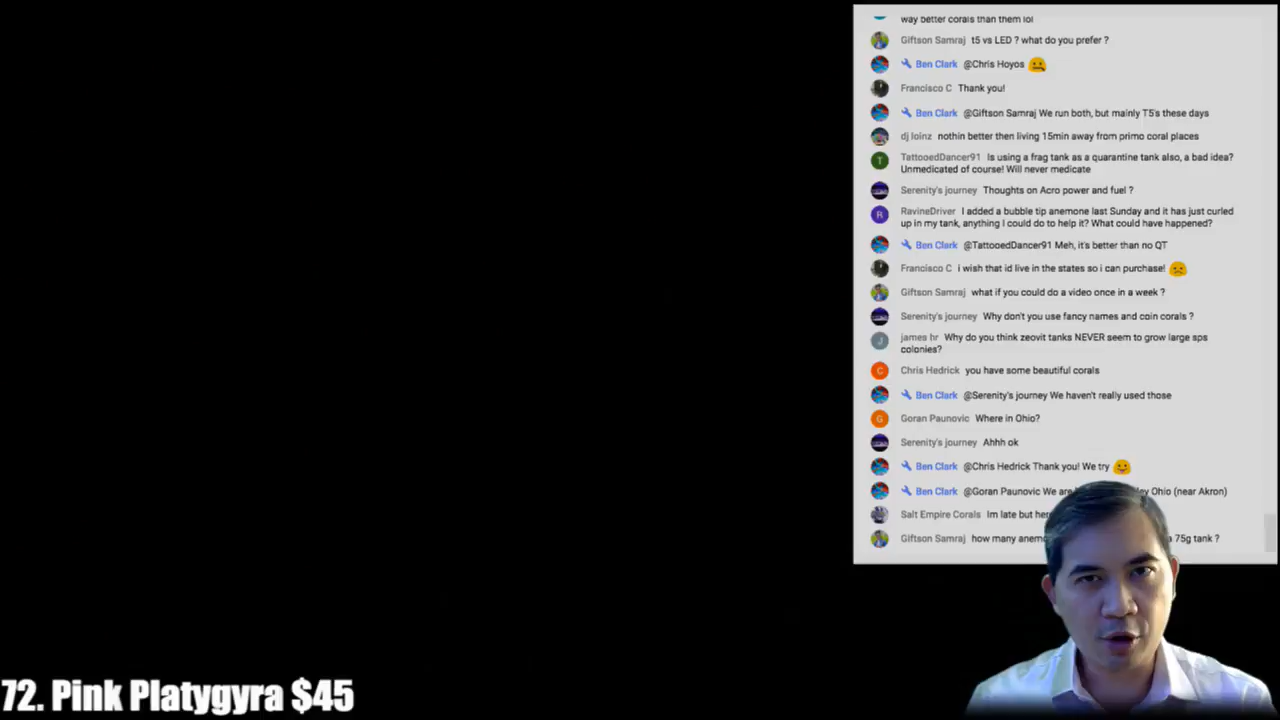 way better corals than them lol
Giftson Samraj t5 vs LED ? what do you prefer ?
Ben Clark @Chris Hoyos
Francisco C Thank you!
Ben Clark @Giftson Samraj We run both, but mainly T5's these days
dj loinz nothin better then living 15min away from primo coral places
T TattooedDancer91 Is using a frag tank as a quarantine tank also, a bad idea?
Unmedicated of course! Will never medicate
Serenity's journey Thoughts on Acro power and fuel ?
R RavineDriver I added a bubble tip anemone last Sunday and it has just curled
up in my tank, anything I could do to help it? What could have happened?
Ben Clark @TattooedDancer91 Meh, it's better than no QT
Francisco C i wish that id live in the states so i can purchase!
Giftson Samraj what if you could do a video once in a week ?
Serenity's journey Why don't you use fancy names and coin corals ?
J james hr Why do you think zeovit tanks NEVER seem to grow large sps
colonies?
C Chris Hedrick you have some beautiful corals
Ben Clark @Serenity's journey We haven't really used those
G Goran Paunovic Where in Ohio?
Serenity's journey Ahhh ok
Ben Clark @Chris Hedrick Thank you! We try
Ben Clark @Goran Paunovic We are Ohio (near Akron)
Salt Empire Corals Im late but
Giftson Samraj how many 75g tank ?
72. Pink Platygyra $45